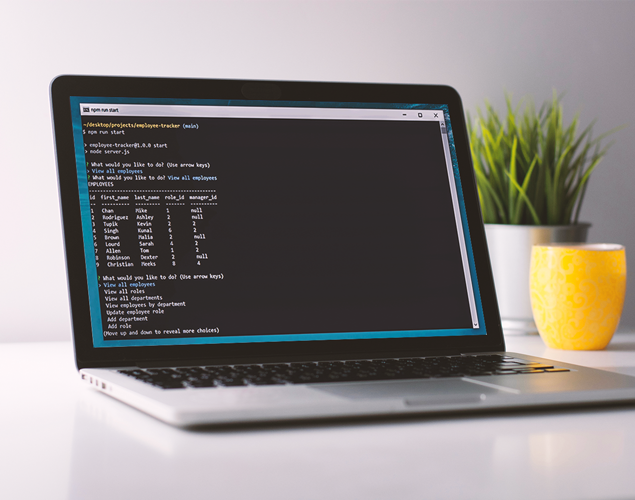 npm run start
~/desktop/projects/employee-tracker (main)
$ npm run start
> employee-tracker@1.0.0 start
> node server.js
? What would you like to do? (Use arrow keys)
> View all employees
? What would you like to do? View all employees
EMPLOYEES
id first_name last_name role_id manager_id
1 Chan Mike 1 null
2 Rodriguez Ashley 2 null
3 Tupik Kevin 2 2
4 Singh Kunal 6 2
5 Brown Malia 2 null
6 Lourd Sarah 4 2
7 Allen Tom 1 2
8 Robinson Dexter 2 null
9 Christian Meeks 8 4
? What would you like to do? (Use arrow keys)
> View all employees
View all roles
View all departments
View employees by department
Update employee role
Add department
Add role
(Move up and down to reveal more choices)